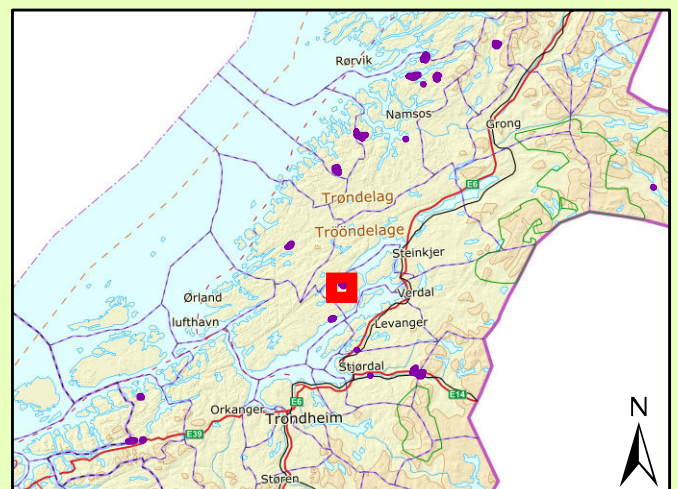 Rørvik
Namsos
Grong
Trøndelag
E6
Trööndelage
Steinkjer
Ørland
lufthavn
Verdal
Levanger
Stjørdal
Orkanger
E6
E14
Trondheim
E39
Støren
N